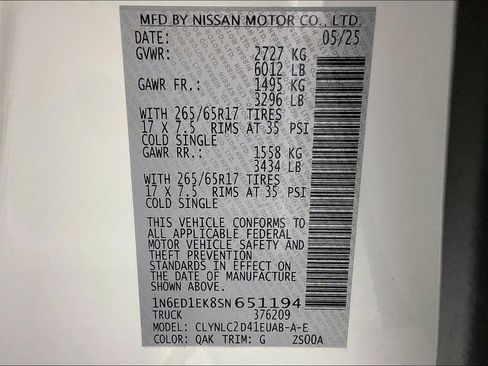 MFD BY NISSAN MOTOR CO., LTD.
DATE: 05/25
GVWR: 2727 KG
6012 LB
GAWR FR.: 1495 KG
3296 LB
WITH 265/65R17 TIRES
17 X 7.5 RIMS AT 35 PSI
COLD SINGLE
GAWR RR.: 1558 KG
3434 LB
WITH 265/65R17 TIRES
17 X 7.5 RIMS AT 35 PSI
COLD SINGLE
THIS VEHICLE CONFORMS TO
ALL APPLICABLE FEDERAL
MOTOR VEHICLE SAFETY AND
THEFT PREVENTION
STANDARDS IN EFFECT ON
THE DATE OF MANUFACTURE
SHOWN ABOVE.
1N6ED1EK8SN651194
TRUCK 376209
MODEL: CLYNLC2D41EUAB-A-E
COLOR: QAK TRIM: G ZS00A